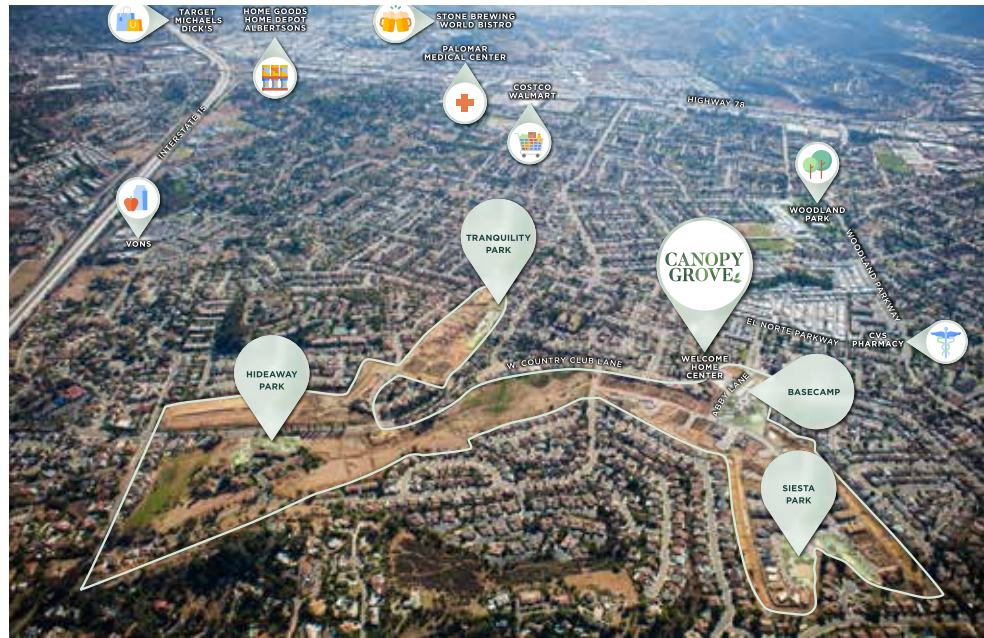 TARGET
MICHAELS
DICK'S
HOME GOODS
HOME DEPOT
ALBERTSONS
STONE BREWING
WORLD BISTRO
PALOMAR
MEDICAL CENTER
COSTCO
WALMART
HIGHWAY 78
INTERSTATE 15
VONS
WOODLAND
PARK
WOODLAND PARKWAY
TRANQUILITY
PARK
CANOPY
GROVE
EL NORTE PARKWAY
CVS
PHARMACY
WELCOME
HOME
CENTER
W. COUNTRY CLUB LANE
HIDEAWAY
PARK
ABBY LANE
BASECAMP
SIESTA
PARK